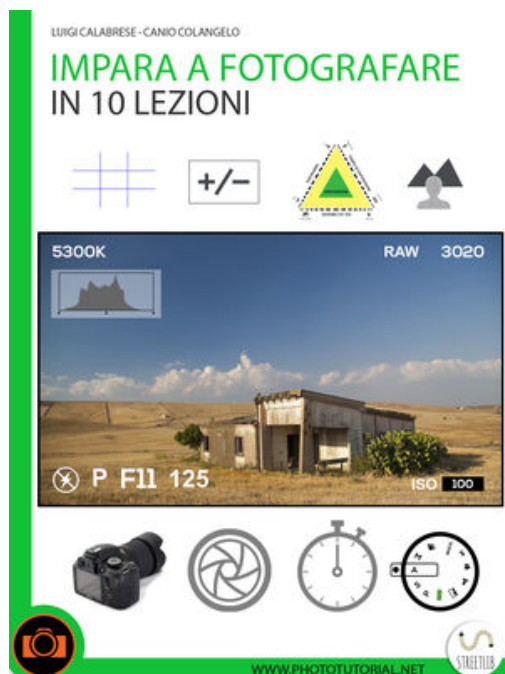 LUIGI CALABRESE - CANIO COLANGELO
IMPARA A FOTOGRAFARE
IN 10 LEZIONI
+/-
5300K RAW 3020
P F11 125
ISO 100
A
WWW.PHOTOTUTORIAL.NET
STREETLIB